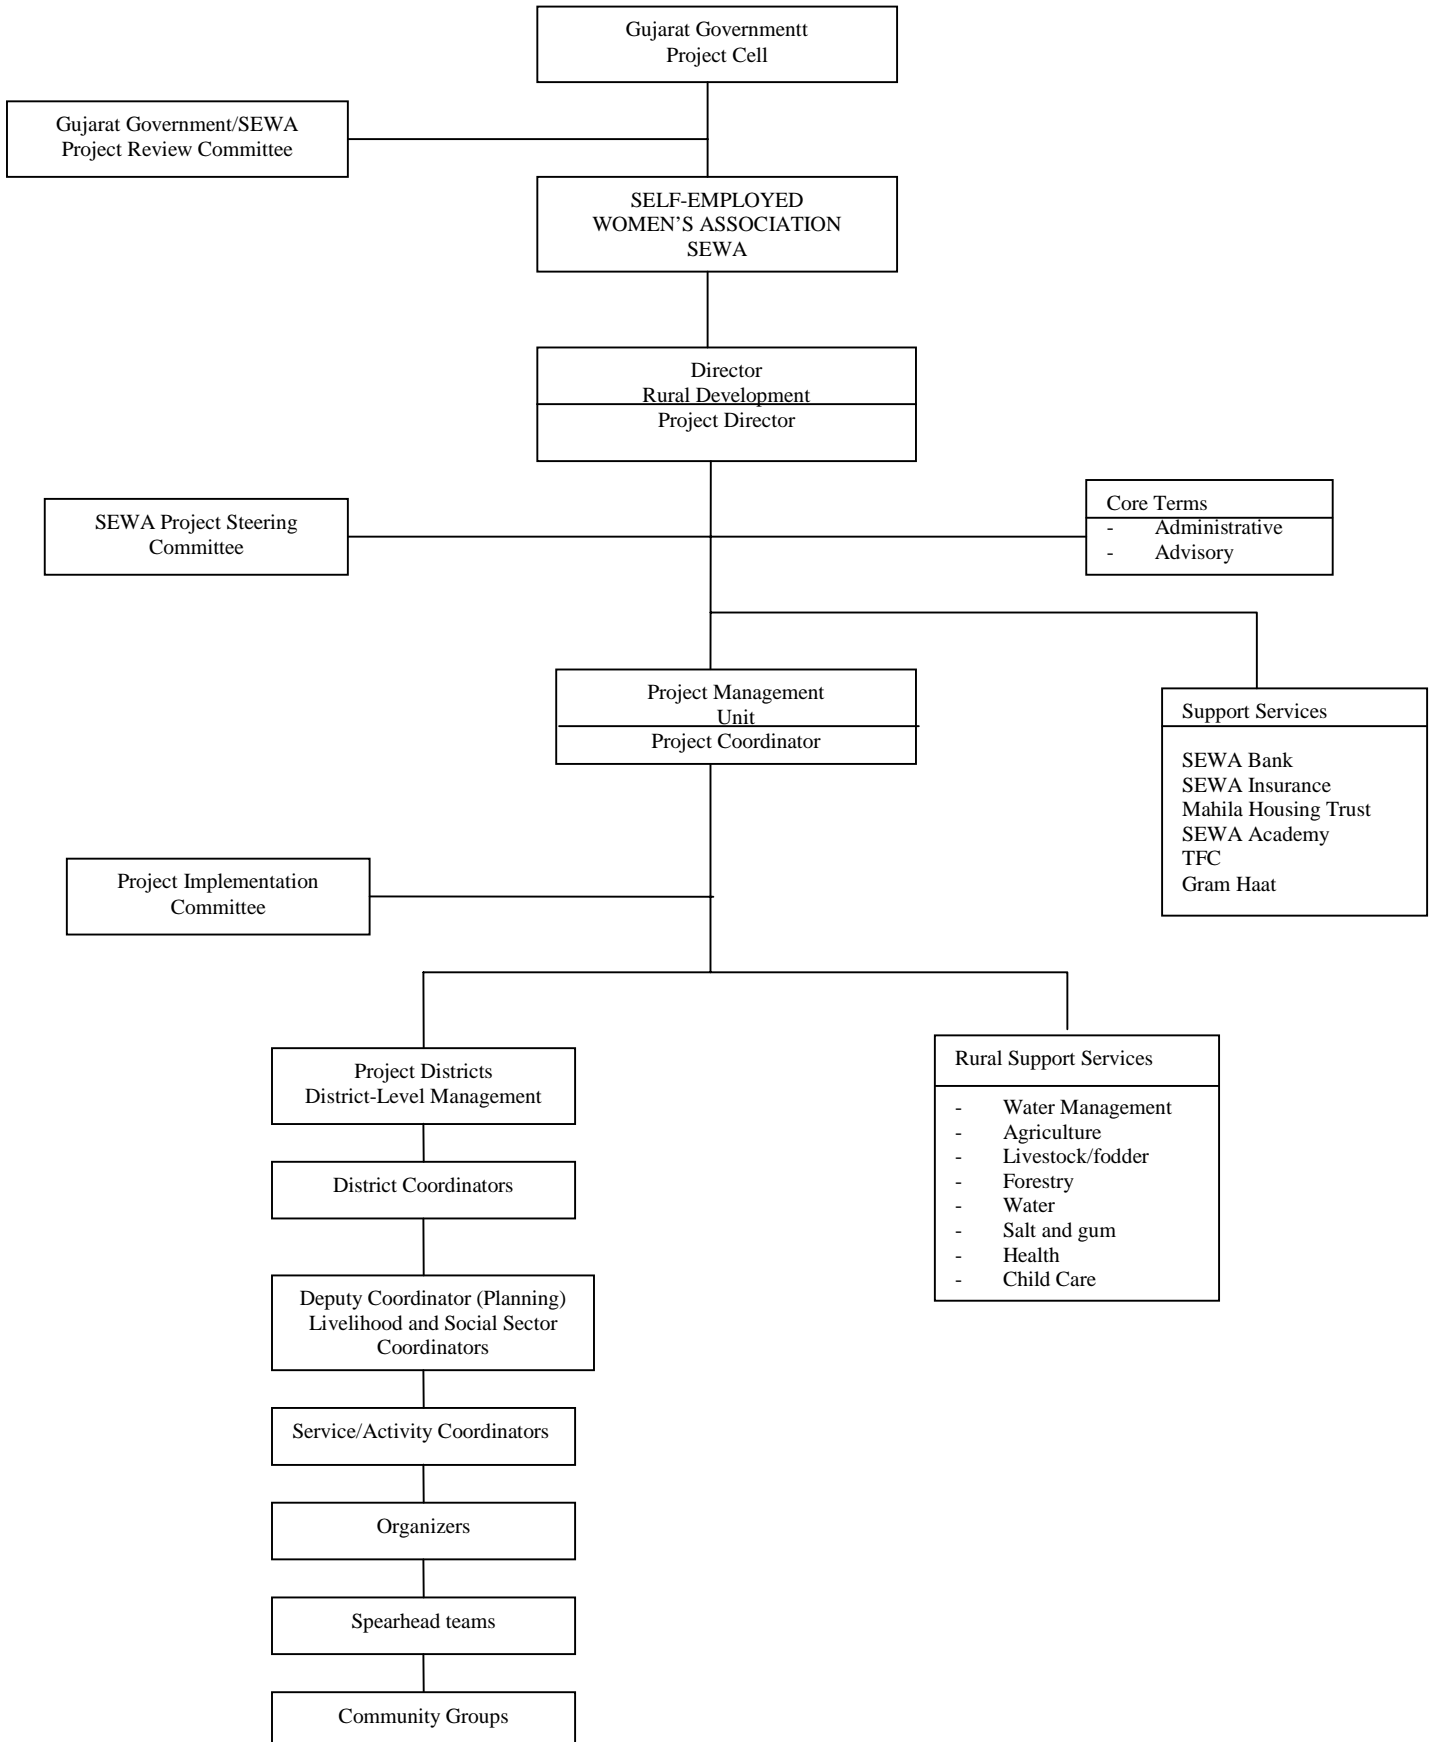 Gujarat Governmentt
Project Cell
Gujarat Government/SEWA
Project Review Committee
SELF-EMPLOYED
WOMEN'S ASSOCIATION
SEWA
Director
Rural Development
Project Director
SEWA Project Steering
Committee
Core Terms
- Administrative
- Advisory
Project Management
Unit
Project Coordinator
Support Services
SEWA Bank
SEWA Insurance
Mahila Housing Trust
SEWA Academy
TFC
Gram Haat
Project Implementation
Committee
Project Districts
District-Level Management
Rural Support Services
- Water Management
- Agriculture
- Livestock/fodder
- Forestry
- Water
- Salt and gum
- Health
- Child Care
District Coordinators
Deputy Coordinator (Planning)
Livelihood and Social Sector
Coordinators
Service/Activity Coordinators
Organizers
Spearhead teams
Community Groups